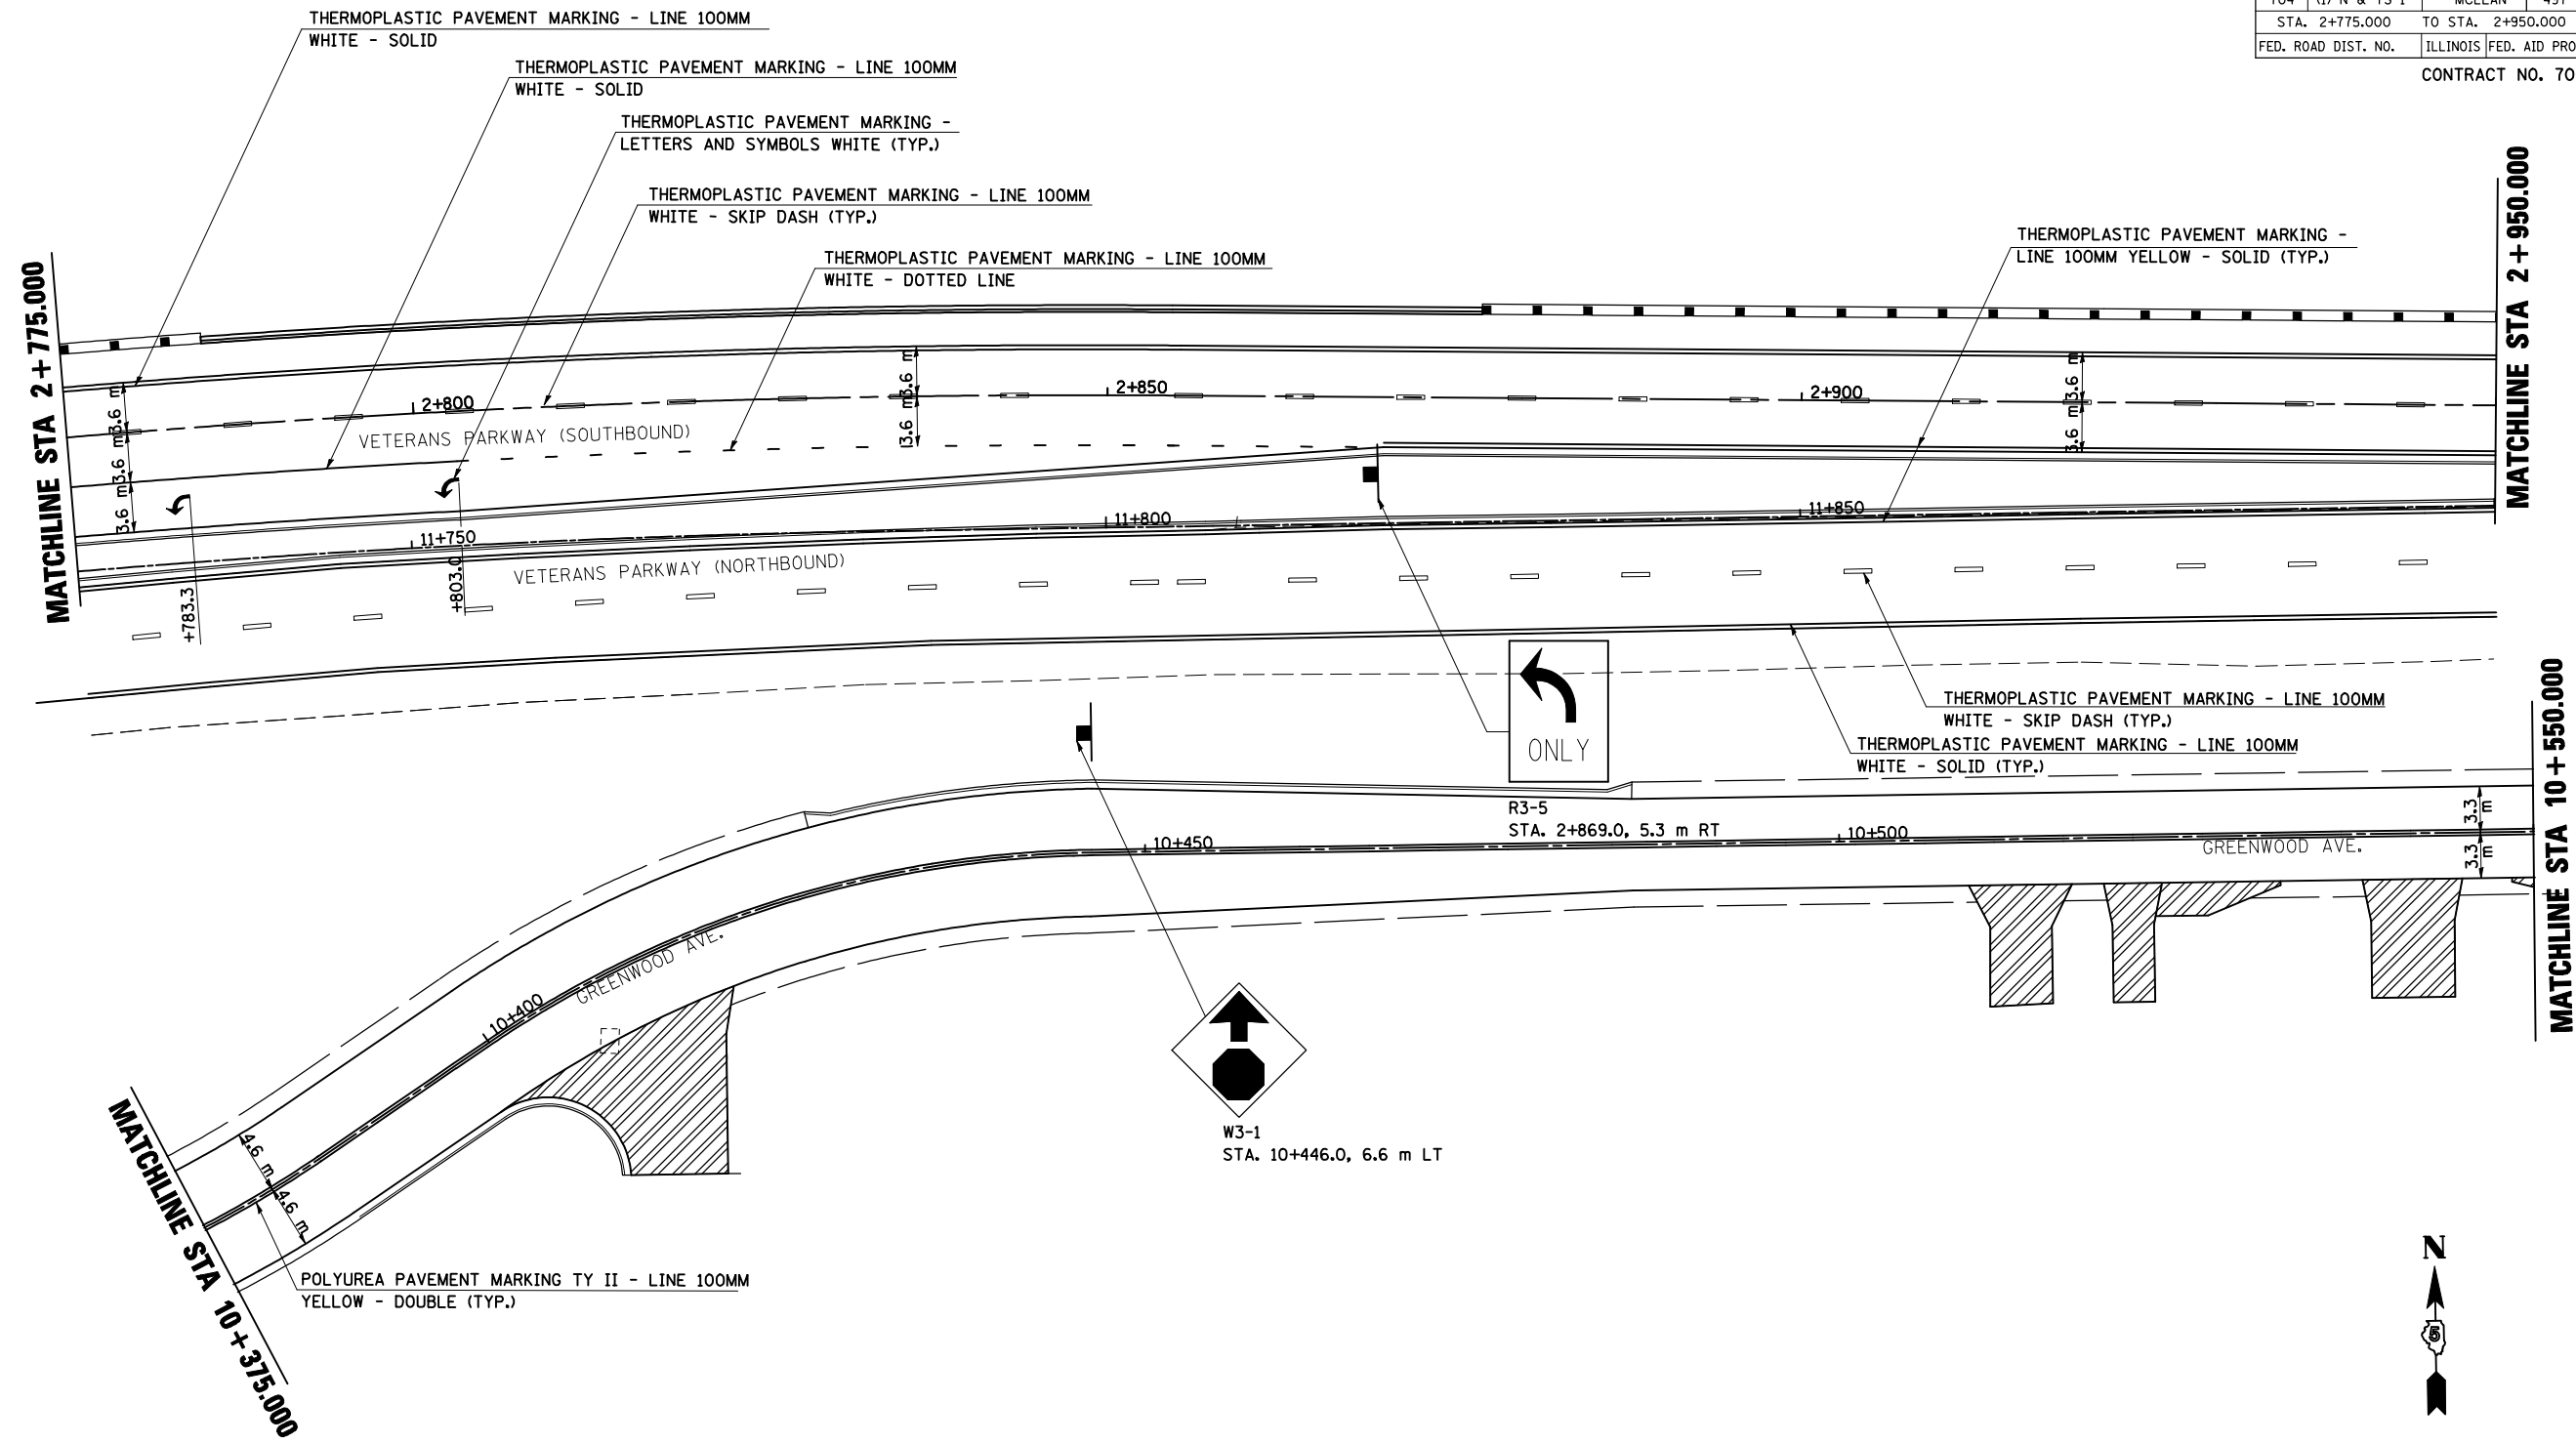 MCLEAN
STA. 2+775.000 TO STA. 2+950.000
FED. ROAD DIST. NO. ILLINOIS FED. AID PRO
CONTRACT NO. 70
THERMOPLASTIC PAVEMENT MARKING - LINE 100MM
WHITE - SOLID
THERMOPLASTIC PAVEMENT MARKING - LINE 100MM
WHITE - SOLID
THERMOPLASTIC PAVEMENT MARKING -
LETTERS AND SYMBOLS WHITE (TYP.)
THERMOPLASTIC PAVEMENT MARKING - LINE 100MM
WHITE - SKIP DASH (TYP.)
THERMOPLASTIC PAVEMENT MARKING - LINE 100MM
WHITE - DOTTED LINE
THERMOPLASTIC PAVEMENT MARKING -
LINE 100MM YELLOW - SOLID (TYP.)
MATCHLINE STA 2+775.000
MATCHLINE STA 2+950.000
3.6 m
3.6 m
3.6 m
3.6 m
3.6 m
3.6 m
3.6 m
2+800
2+850
2+900
VETERANS PARKWAY (SOUTHBOUND)
11+750
11+800
11+850
VETERANS PARKWAY (NORTHBOUND)
+783.3
+803.0
ONLY
R3-5
STA. 2+869.0, 5.3 m RT
THERMOPLASTIC PAVEMENT MARKING - LINE 100MM
WHITE - SKIP DASH (TYP.)
THERMOPLASTIC PAVEMENT MARKING - LINE 100MM
WHITE - SOLID (TYP.)
MATCHLINE STA 10+550.000
3.3 m
3.3 m
10+400
10+450
10+500
GREENWOOD AVE.
GREENWOOD AVE.
W3-1
STA. 10+446.0, 6.6 m LT
4.6 m
4.6 m
MATCHLINE STA 10+375.000
POLYUREA PAVEMENT MARKING TY II - LINE 100MM
YELLOW - DOUBLE (TYP.)
N
5